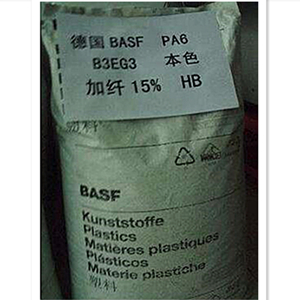 德国 BASF PA6
B3EG3 本色
加纤 15% HB
BASF
Kunststoffe
Plastics
Matières plastiques
Plásticos
Materie plastiche
塑料